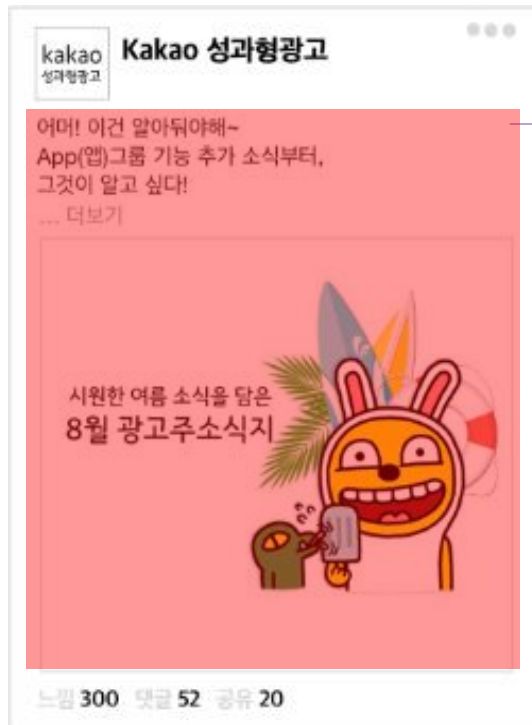 kakao
성과형광고
Kakao 성과형광고
어머! 이건 알아둬야해~
App(앱)그룹 기능 추가 소식부터,
그것이 알고 싶다!
... 더보기
시원한 여름 소식을 담은
8월 광고주소식지
느낌 300 댓글 52 공유 20